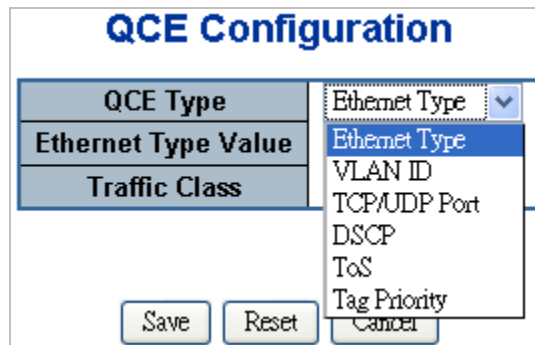 QCE Configuration
QCE Type
Ethernet Type
Ethernet Type Value
Ethernet Type
Traffic Class
VLAN ID
TCP/UDP Port
DSCP
ToS
Tag Priority
Save
Reset
Cancel